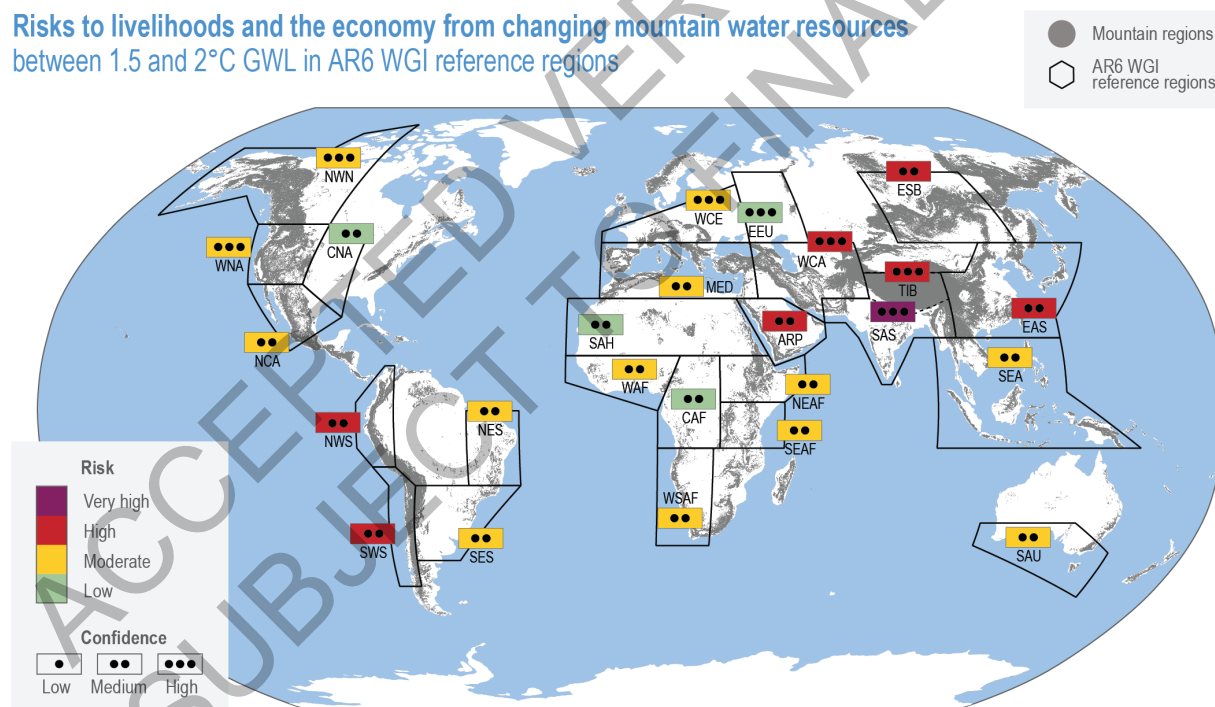 Risks to livelihoods and the economy from changing mountain water resources
between 1.5 and 2°C GWL in AR6 WGI reference regions
Mountain regions
AR6 WGI
reference regions
NWN
ESB
WCE
EEU
CNA
WNA
WCA
TIB
MED
SAS
EAS
SAH
ARP
NCA
SEA
WAF
NEAF
CAF
NES
NWS
SEAF
WSAF
SWS
SES
SAU
Risk
Very high
High
Moderate
Low
Confidence
Low Medium High
ACCEPTED VER
SUBJECT TO FINAL